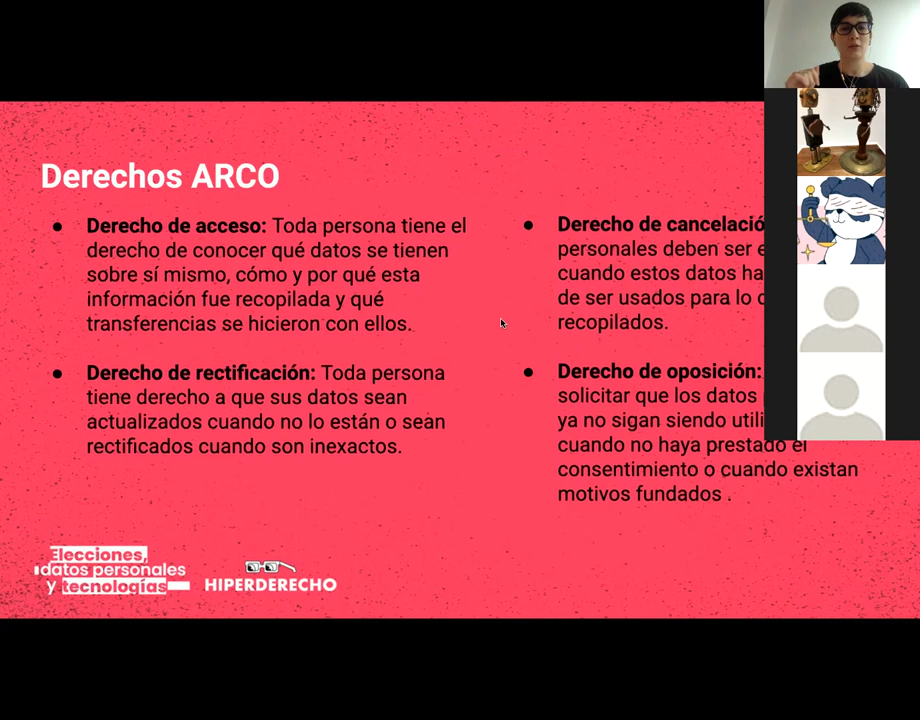 Derechos ARCO
● Derecho de acceso: Toda persona tiene el
derecho de conocer qué datos se tienen
sobre sí mismo, cómo y por qué esta
información fue recopilada y qué
transferencias se hicieron con ellos.
● Derecho de rectificación: Toda persona
tiene derecho a que sus datos sean
actualizados cuando no lo están o sean
rectificados cuando son inexactos.
● Derecho de cancelació
personales deben ser
cuando estos datos
de ser usados para lo
recopilados.
● Derecho de oposición:
solicitar que los datos
ya no sigan siendo
cuando no haya prestado el
consentimiento o cuando existan
motivos fundados .
Elecciones,
datos personales
y tecnologías
HIPERDERECHO